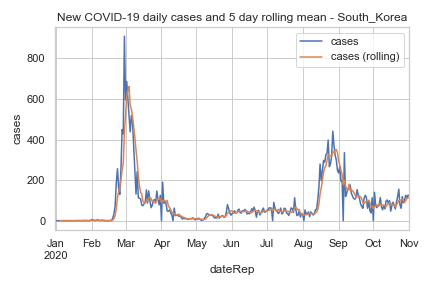 New COVID-19 daily cases and 5 day rolling mean - South_Korea
cases
cases (rolling)
cases
800
600
400
200
0
Jan Feb Mar Apr May Jun Jul Aug Sep Oct Nov
2020
dateRep